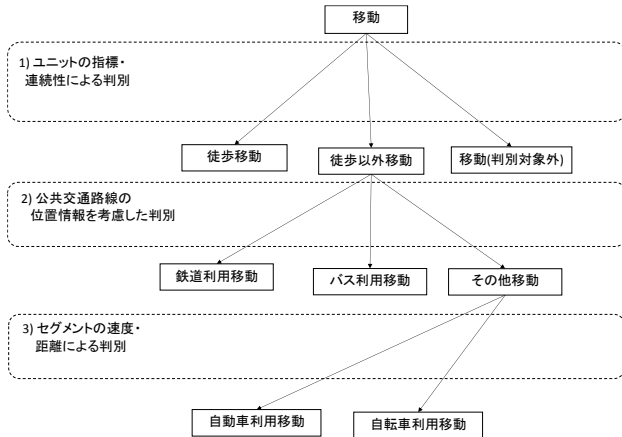 移動
1) ユニットの指標・
連続性による判別
徒歩移動
徒歩以外移動
移動(判別対象外)
2) 公共交通路線の
位置情報を考慮した判別
鉄道利用移動
バス利用移動
その他移動
3) セグメントの速度・
距離による判別
自動車利用移動
自転車利用移動